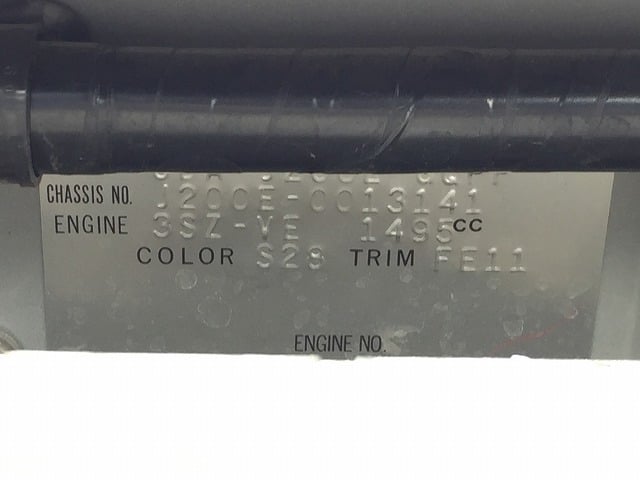 CHASSIS NO. J200E-0013141
ENGINE 3SZ-VE 1495CC
COLOR S28 TRIM FE11
ENGINE NO.